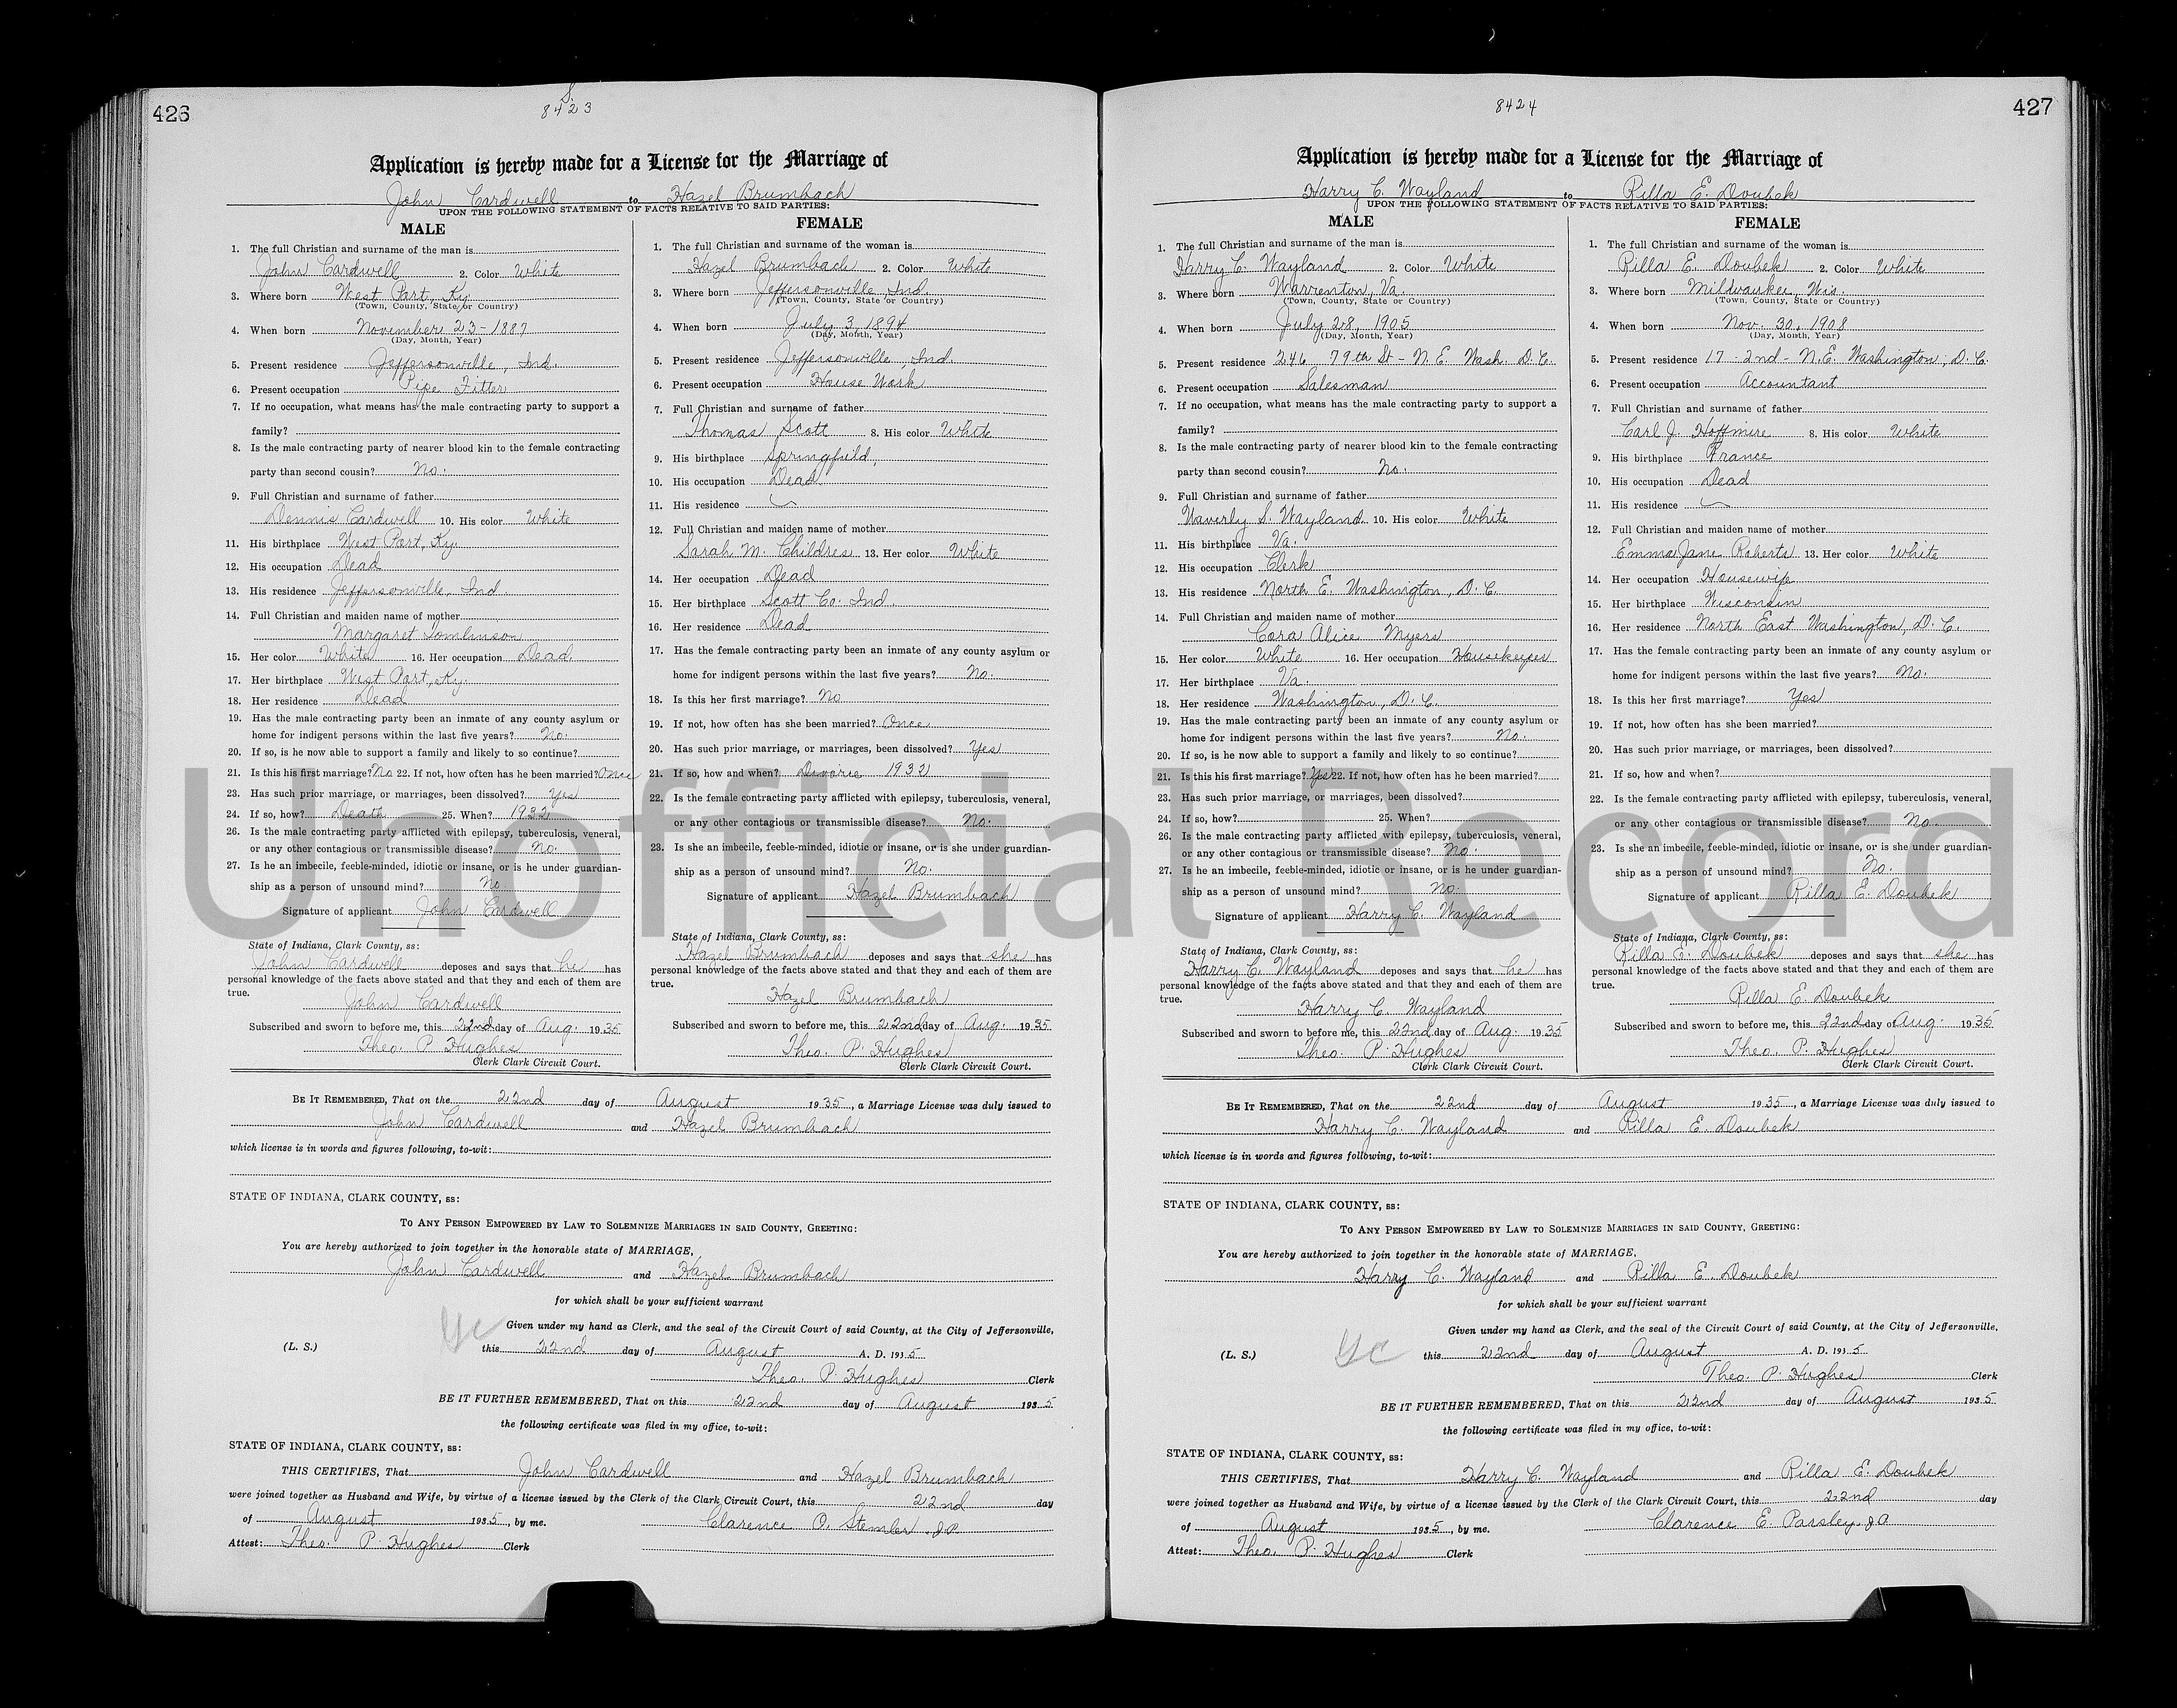 426
8423
S.
Application is hereby made for a License for the Marriage of
John Cardwell to Hazel Brumbach
UPON THE FOLLOWING STATEMENT OF FACTS RELATIVE TO SAID PARTIES:
MALE
1. The full Christian and surname of the man is
John Cardwell 2. Color White
3. Where born West Part, Ky.
(Town, County, State or Country)
4. When born November 23-1887
(Day, Month, Year)
5. Present residence Jeffersonville, Ind.
6. Present occupation Pipe Fitter
7. If no occupation, what means has the male contracting party to support a
family?
8. Is the male contracting party of nearer blood kin to the female contracting
party than second cousin? No.
9. Full Christian and surname of father
Dennis Cardwell 10. His color White
11. His birthplace West Part, Ky.
12. His occupation Dead
13. His residence Jeffersonville, Ind.
14. Full Christian and maiden name of mother
Margaret Tomlinson
15. Her color White 16. Her occupation Dead
17. Her birthplace West Part, Ky.
18. Her residence Dead
19. Has the male contracting party been an inmate of any county asylum or
home for indigent persons within the last five years? No.
20. If so, is he now able to support a family and likely to so continue?
21. Is this his first marriage? No 22. If not, how often has he been married? Once
23. Has such prior marriage, or marriages, been dissolved? Yes
24. If so, how? Death 25. When? 1932
26. Is the male contracting party afflicted with epilepsy, tuberculosis, veneral,
or any other contagious or transmissible disease? No.
27. Is he an imbecile, feeble-minded, idiotic or insane, or is he under guardian-
ship as a person of unsound mind? No
Signature of applicant John Cardwell
State of Indiana, Clark County, ss:
John Cardwell deposes and says that he has
personal knowledge of the facts above stated and that they and each of them are
true.
John Cardwell
Subscribed and sworn to before me, this 22nd day of Aug. 1935
Theo. P. Hughes
Clerk Clark Circuit Court.
FEMALE
1. The full Christian and surname of the woman is
Hazel Brumbach 2. Color White
3. Where born Jeffersonville, Ind.
(Town, County, State or Country)
4. When born July 3, 1894
(Day, Month, Year)
5. Present residence Jeffersonville, Ind.
6. Present occupation House Work
7. Full Christian and surname of father
Thomas Scott 8. His color White
9. His birthplace Springfield,
10. His occupation Dead
11. His residence
12. Full Christian and maiden name of mother
Sarah M. Childres 13. Her color White
14. Her occupation Dead
15. Her birthplace Scott Co. Ind.
16. Her residence Dead
17. Has the female contracting party been an inmate of any county asylum or
home for indigent persons within the last five years? No.
18. Is this her first marriage? No
19. If not, how often has she been married? Once
20. Has such prior marriage, or marriages, been dissolved? Yes
21. If so, how and when? Divorce 1932
22. Is the female contracting party afflicted with epilepsy, tuberculosis, veneral,
or any other contagious or transmissible disease? No.
23. Is she an imbecile, feeble-minded, idiotic or insane, or is she under guardian-
ship as a person of unsound mind? No.
Signature of applicant Hazel Brumbach
State of Indiana, Clark County, ss:
Hazel Brumbach deposes and says that she has
personal knowledge of the facts above stated and that they and each of them are
true.
Hazel Brumbach
Subscribed and sworn to before me, this 22nd day of Aug. 1935
Theo. P. Hughes
Clerk Clark Circuit Court.
BE IT REMEMBERED, That on the 22nd day of August 1935, a Marriage License was duly issued to
John Cardwell and Hazel Brumbach
which license is in words and figures following, to-wit:
STATE OF INDIANA, CLARK COUNTY, ss:
TO ANY PERSON EMPOWERED BY LAW TO SOLEMNIZE MARRIAGES IN SAID COUNTY, GREETING:
You are hereby authorized to join together in the honorable state of MARRIAGE,
John Cardwell and Hazel Brumbach
for which shall be your sufficient warrant
Given under my hand as Clerk, and the seal of the Circuit Court of said County, at the City of Jeffersonville,
(L. S.) this 22nd day of August A. D. 1935
Theo. P. Hughes Clerk
BE IT FURTHER REMEMBERED, That on this 22nd day of August 1935
the following certificate was filed in my office, to-wit:
STATE OF INDIANA, CLARK COUNTY, ss:
THIS CERTIFIES, That John Cardwell and Hazel Brumbach
were joined together as Husband and Wife, by virtue of a license issued by the Clerk of the Clark Circuit Court, this 22nd day
of August 1935, by me. Clarence O. Stemler J.P.
Attest: Theo. P. Hughes Clerk
427
8424
Application is hereby made for a License for the Marriage of
Harry C. Wayland to Rilla E. Doubek
UPON THE FOLLOWING STATEMENT OF FACTS RELATIVE TO SAID PARTIES:
MALE
1. The full Christian and surname of the man is
Harry C. Wayland 2. Color White
3. Where born Warrenton, Va.
(Town, County, State or Country)
4. When born July 28, 1905
(Day, Month, Year)
5. Present residence 246 79th St - N.E. Wash. D.C.
6. Present occupation Salesman
7. If no occupation, what means has the male contracting party to support a
family?
8. Is the male contracting party of nearer blood kin to the female contracting
party than second cousin? No.
9. Full Christian and surname of father
Waverly S. Wayland 10. His color White
11. His birthplace Va.
12. His occupation Clerk
13. His residence North E. Washington, D.C.
14. Full Christian and maiden name of mother
Cora Alice Myers
15. Her color White 16. Her occupation Housekeeper
17. Her birthplace Va.
18. Her residence Washington, D.C.
19. Has the male contracting party been an inmate of any county asylum or
home for indigent persons within the last five years? No.
20. If so, is he now able to support a family and likely to so continue?
21. Is this his first marriage? Yes 22. If not, how often has he been married?
23. Has such prior marriage, or marriages, been dissolved?
24. If so, how? 25. When?
26. Is the male contracting party afflicted with epilepsy, tuberculosis, veneral,
or any other contagious or transmissible disease? No.
27. Is he an imbecile, feeble-minded, idiotic or insane, or is he under guardian-
ship as a person of unsound mind? No.
Signature of applicant Harry C. Wayland
State of Indiana, Clark County, ss:
Harry C. Wayland deposes and says that he has
personal knowledge of the facts above stated and that they and each of them are
true.
Harry C. Wayland
Subscribed and sworn to before me, this 22nd day of Aug. 1935
Theo. P. Hughes
Clerk Clark Circuit Court.
FEMALE
1. The full Christian and surname of the woman is
Rilla E. Doubek 2. Color White
3. Where born Milwaukee, Wis.
(Town, County, State or Country)
4. When born Nov. 30, 1908
(Day, Month, Year)
5. Present residence 17 - 2nd - N.E. Washington, D.C.
6. Present occupation Accountant
7. Full Christian and surname of father
Carl J. Hoffmire 8. His color White
9. His birthplace France
10. His occupation Dead
11. His residence
12. Full Christian and maiden name of mother
Emma Jane Roberts 13. Her color White
14. Her occupation Housewife
15. Her birthplace Wisconsin
16. Her residence North East Washington, D.C.
17. Has the female contracting party been an inmate of any county asylum or
home for indigent persons within the last five years? No.
18. Is this her first marriage? Yes
19. If not, how often has she been married?
20. Has such prior marriage, or marriages, been dissolved?
21. If so, how and when?
22. Is the female contracting party afflicted with epilepsy, tuberculosis, veneral,
or any other contagious or transmissible disease? No.
23. Is she an imbecile, feeble-minded, idiotic or insane, or is she under guardian-
ship as a person of unsound mind? No.
Signature of applicant Rilla E. Doubek
State of Indiana, Clark County, ss:
Rilla E. Doubek deposes and says that she has
personal knowledge of the facts above stated and that they and each of them are
true.
Rilla E. Doubek
Subscribed and sworn to before me, this 22nd day of Aug. 1935
Theo. P. Hughes
Clerk Clark Circuit Court.
BE IT REMEMBERED, That on the 22nd day of August 1935, a Marriage License was duly issued to
Harry C. Wayland and Rilla E. Doubek
which license is in words and figures following, to-wit:
STATE OF INDIANA, CLARK COUNTY, ss:
TO ANY PERSON EMPOWERED BY LAW TO SOLEMNIZE MARRIAGES IN SAID COUNTY, GREETING:
You are hereby authorized to join together in the honorable state of MARRIAGE,
Harry C. Wayland and Rilla E. Doubek
for which shall be your sufficient warrant
Given under my hand as Clerk, and the seal of the Circuit Court of said County, at the City of Jeffersonville,
(L. S.) this 22nd day of August A. D. 1935
Theo. P. Hughes Clerk
BE IT FURTHER REMEMBERED, That on this 22nd day of August 1935
the following certificate was filed in my office, to-wit:
STATE OF INDIANA, CLARK COUNTY, ss:
THIS CERTIFIES, That Harry C. Wayland and Rilla E. Doubek
were joined together as Husband and Wife, by virtue of a license issued by the Clerk of the Clark Circuit Court, this 22nd day
of August 1935, by me. Clarence E. Parsley J.P.
Attest: Theo. P. Hughes Clerk
Unofficial Record